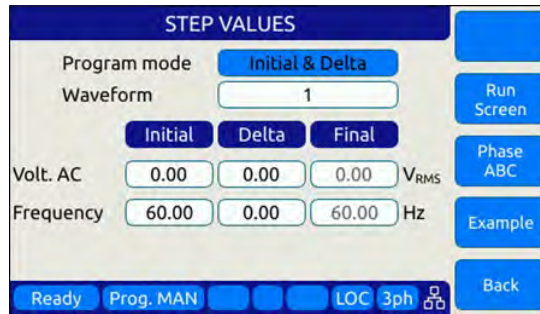 STEP VALUES
Program mode Initial & Delta
Waveform 1
Initial Delta Final
Volt. AC 0.00 0.00 0.00 VRMS
Frequency 60.00 0.00 60.00 Hz
Ready Prog. MAN LOC 3ph
Run
Screen
Phase
ABC
Example
Back